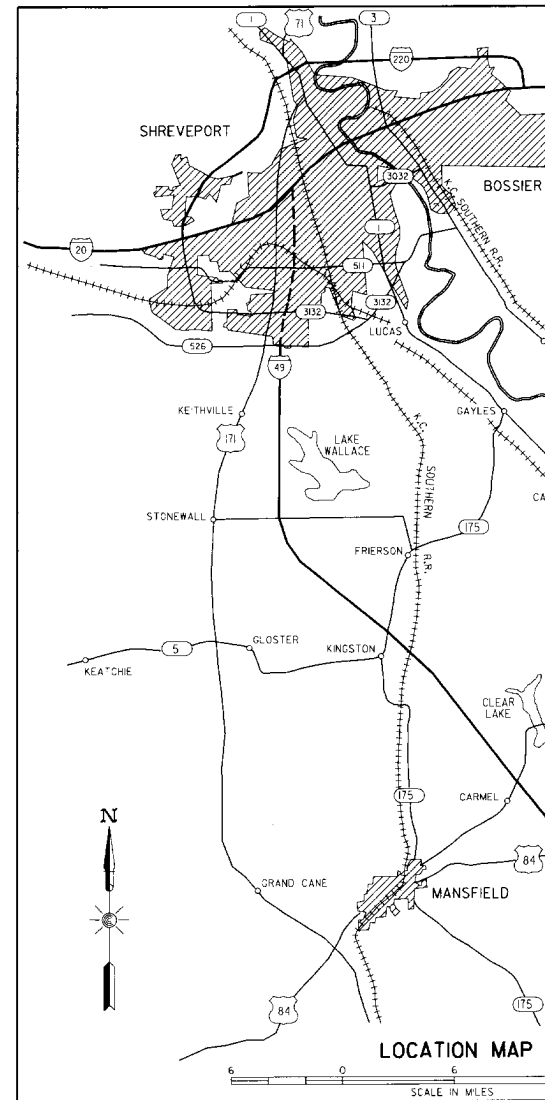 1
71
3
220
SHREVEPORT
3032
BOSSIER
K.C. SOUTHERN R.R.
1
20
511
3132
3132
LUCAS
526
49
KEITHVILLE
GAYLES
171
K.C. SOUTHERN R.R.
LAKE
WALLACE
CA
STONEWALL
175
FRIERSON
5
GLOSTER
KINGSTON
KEATCHIE
CLEAR
LAKE
175
CARMEL
N
84
GRAND CANE
MANSFIELD
84
175
LOCATION MAP
6
0
6
SCALE IN MILES